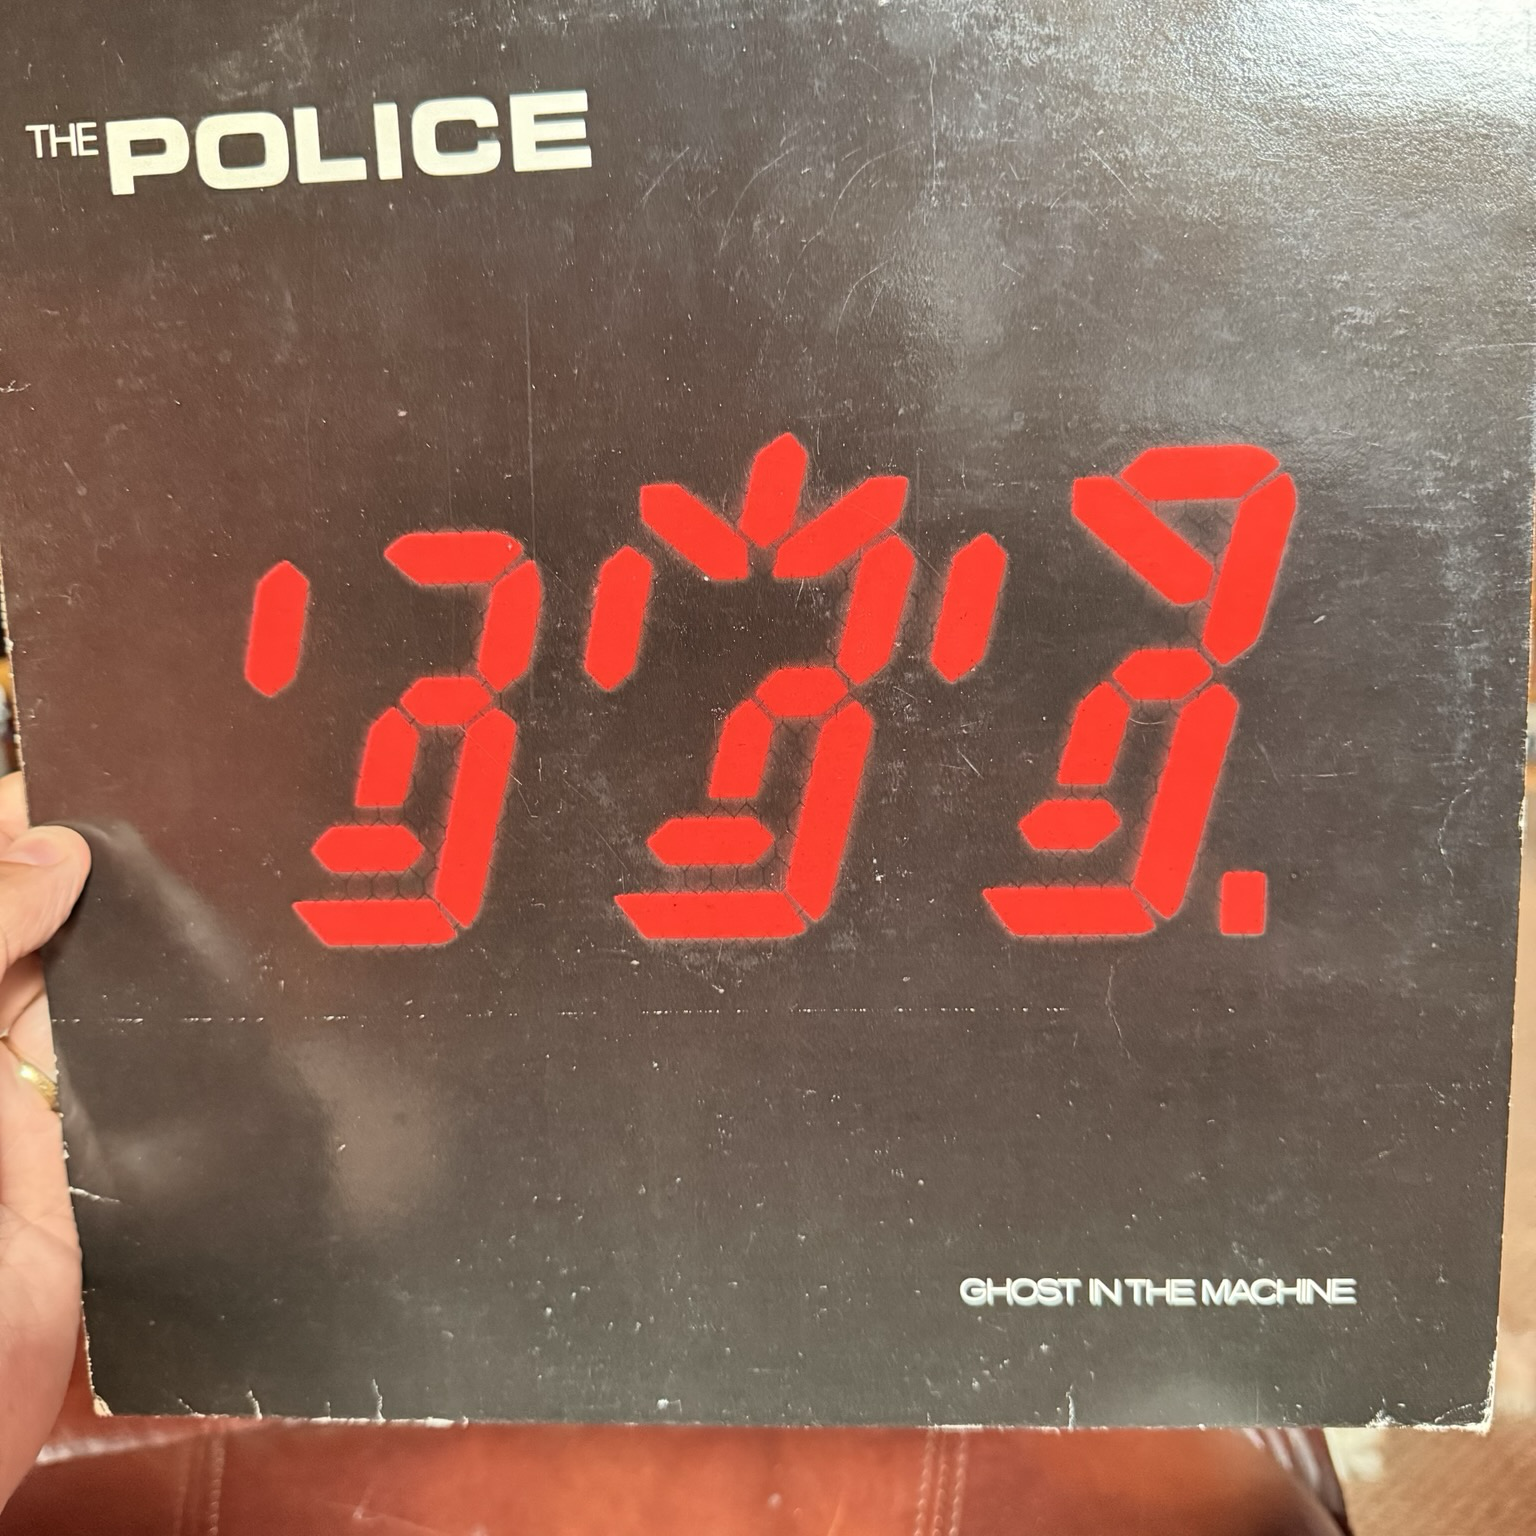 THE POLICE
GHOST IN THE MACHINE